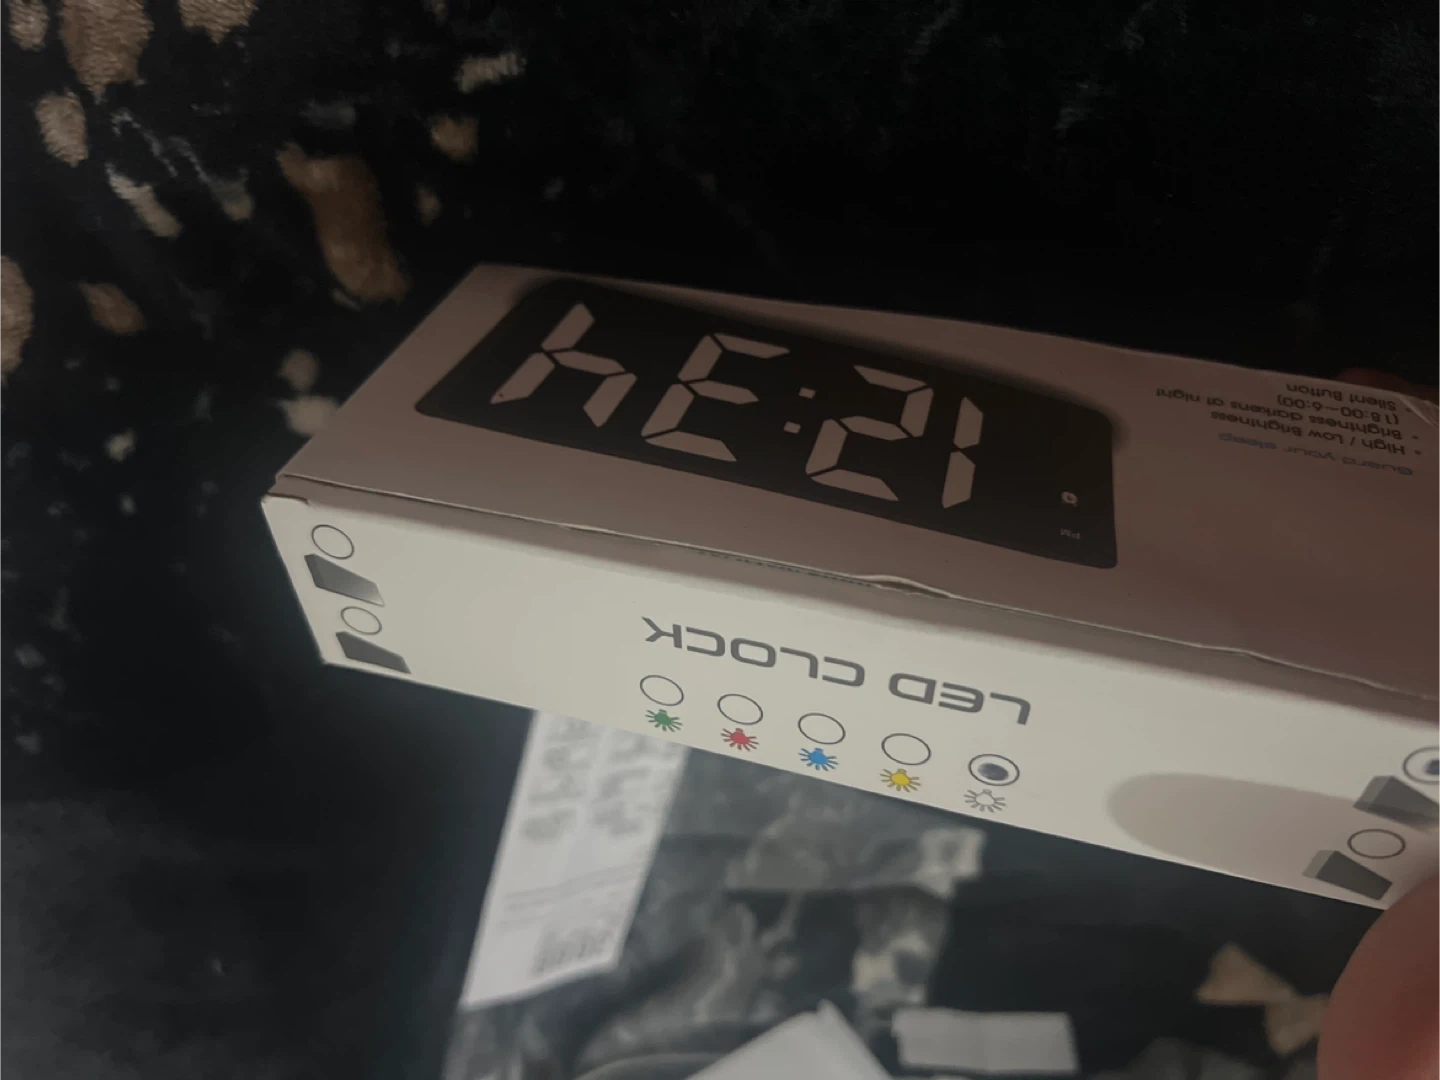 LED CLOCK
PM
12:34
Guard your sleep
• High / Low Brightness
• Brightness darkens at night
(18:00~6:00)
• Silent Button